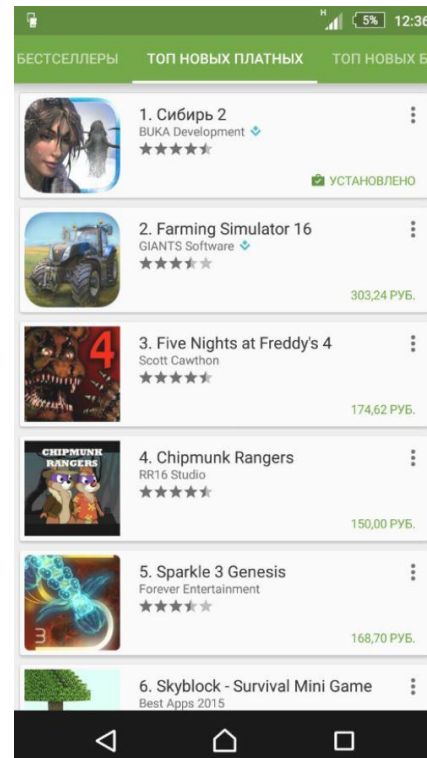 H
5%
12:36
БЕСТСЕЛЛЕРЫ
ТОП НОВЫХ ПЛАТНЫХ
ТОП НОВЫХ Б
1. Сибирь 2
BUKA Development
УСТАНОВЛЕНО
2. Farming Simulator 16
GIANTS Software
303,24 РУБ.
4
3. Five Nights at Freddy's 4
Scott Cawthon
174,62 РУБ.
CHIPMUNK
RANGERS
4. Chipmunk Rangers
RR16 Studio
150,00 РУБ.
3
5. Sparkle 3 Genesis
Forever Entertainment
168,70 РУБ.
6. Skyblock - Survival Mini Game
Best Apps 2015